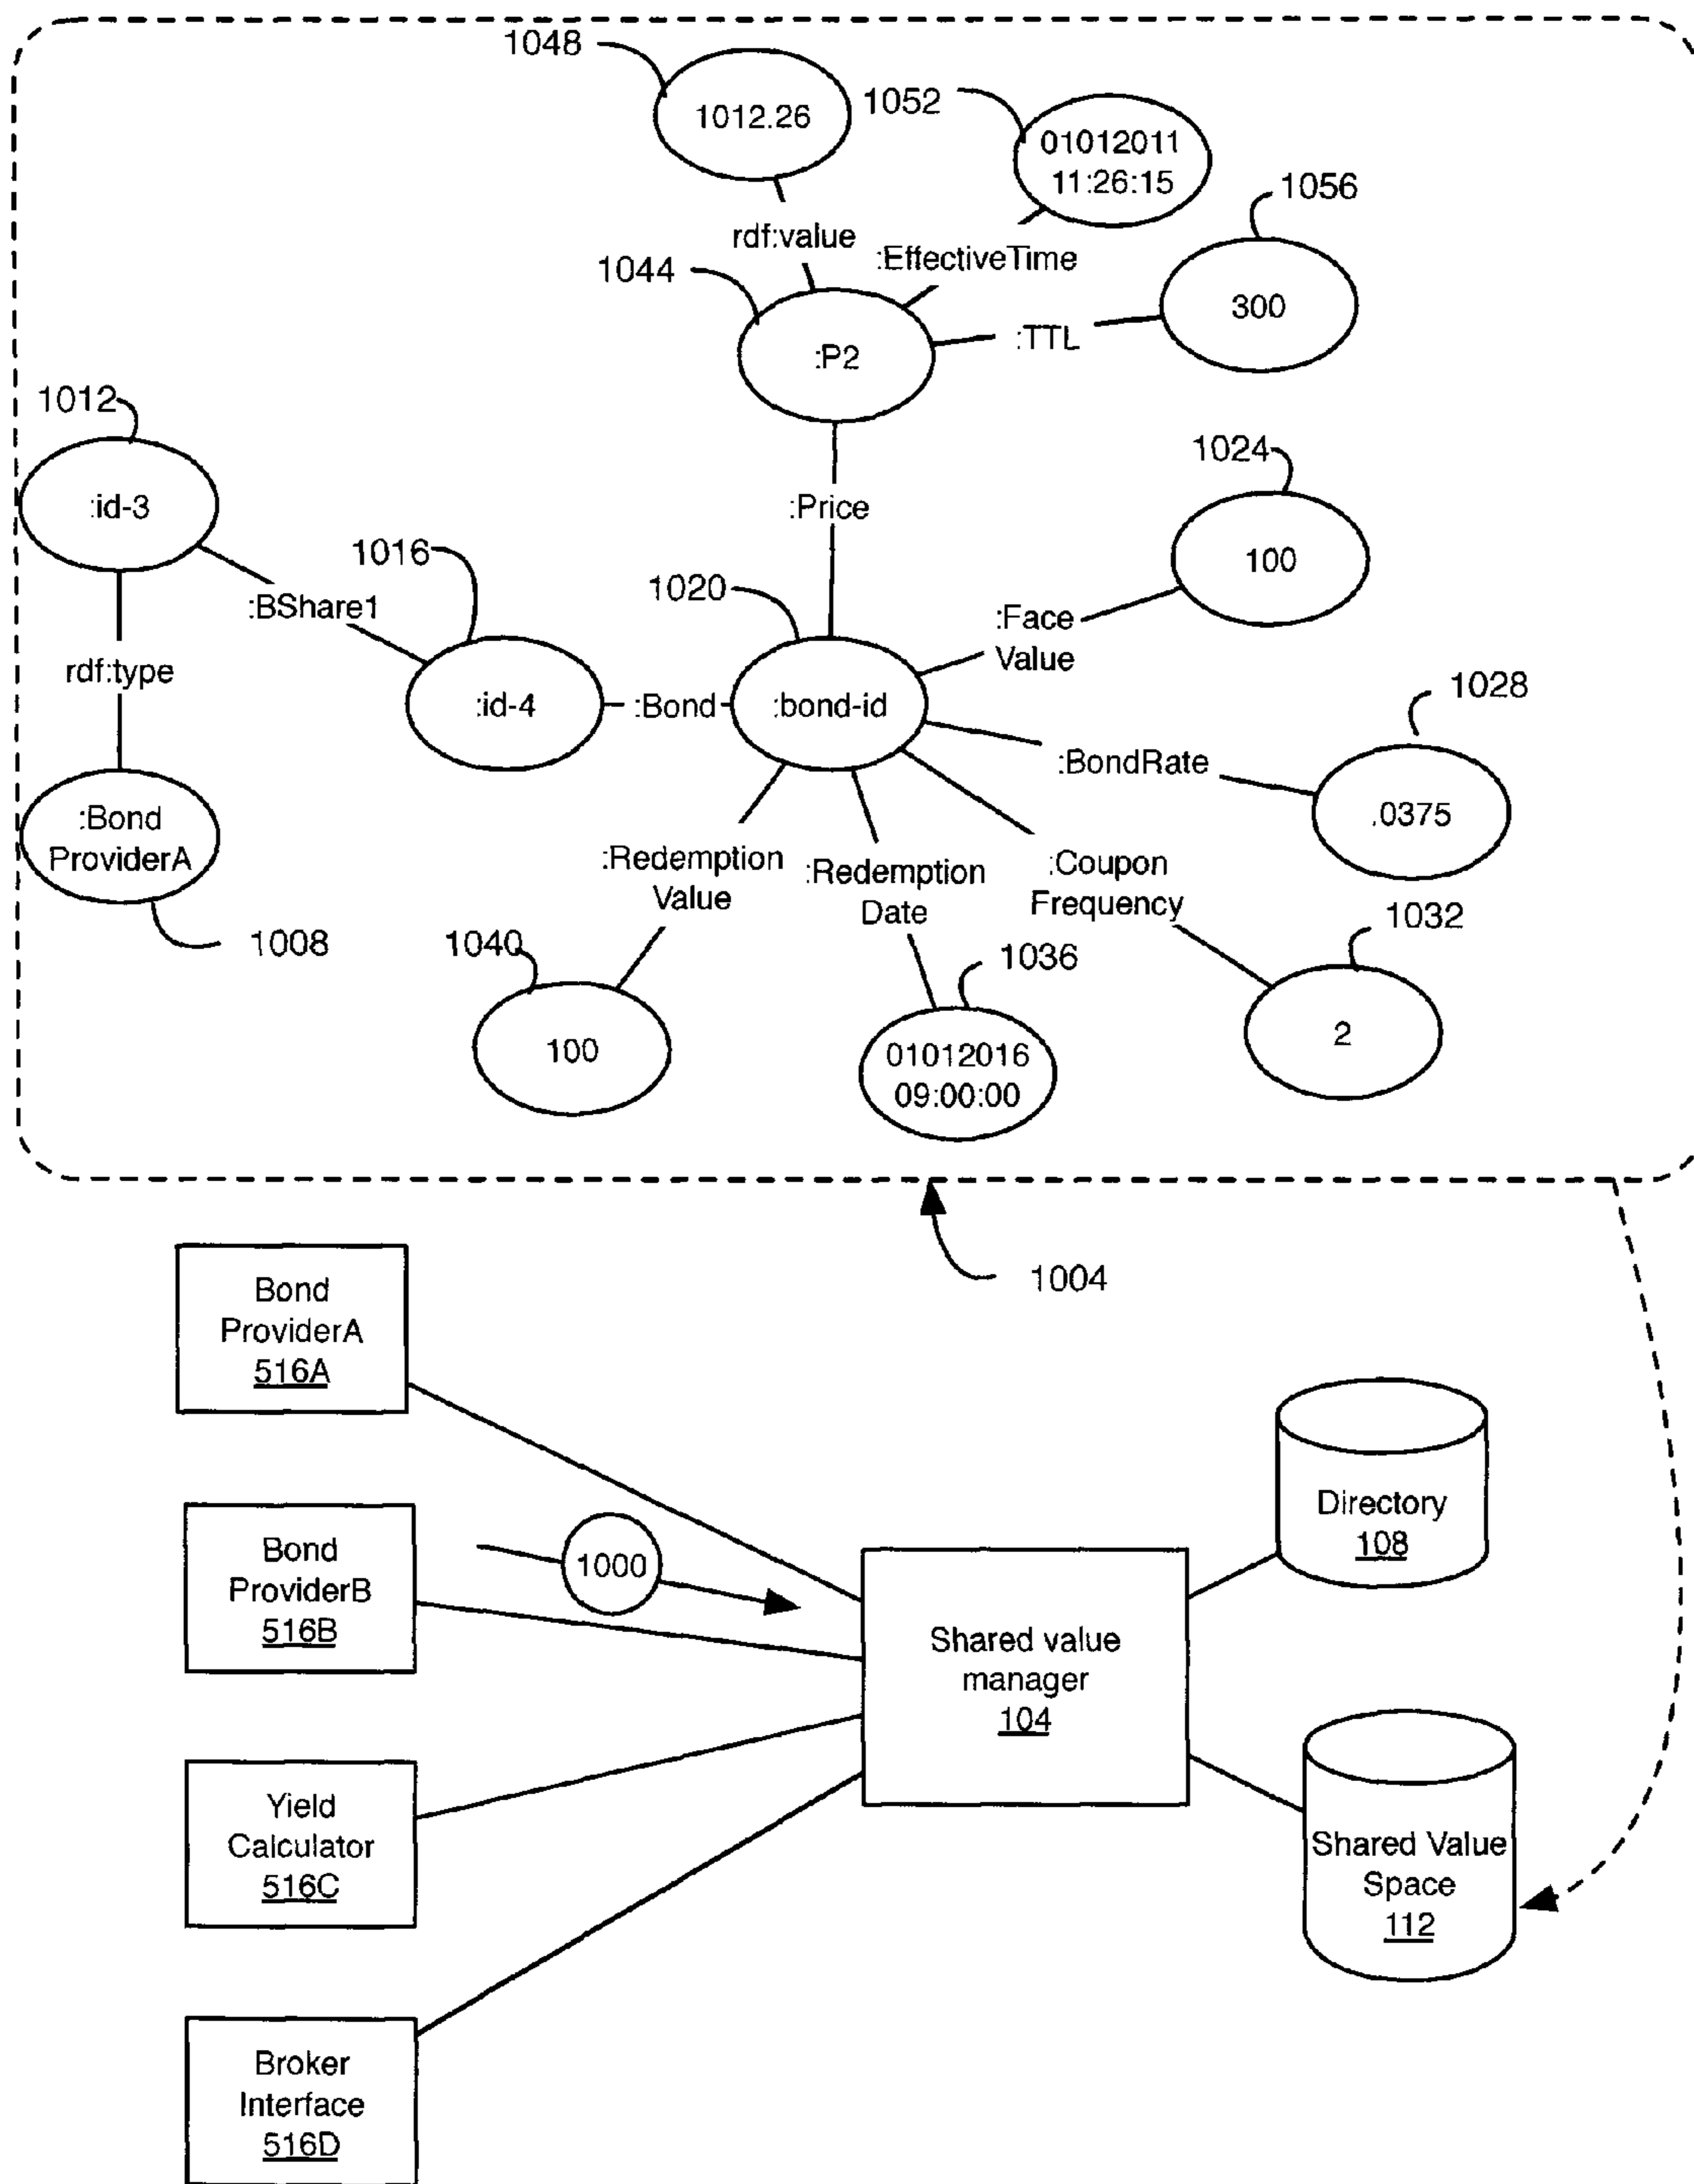 1048
1012.26
1052
01012011
11:26:15
1056
rdf:value
:EffectiveTime
1044
300
:TTL
:P2
1012
1024
:id-3
:Price
100
1016
1020
:BShare1
:Face
Value
1028
rdf:type
:id-4
:Bond
:bond-id
:BondRate
.0375
:Bond
ProviderA
:Redemption
Value
:Redemption
Date
:Coupon
Frequency
1008
1040
1036
1032
100
01012016
09:00:00
2
1004
Bond
ProviderA
516A
Directory
108
Bond
ProviderB
516B
1000
Shared value
manager
104
Yield
Calculator
516C
Shared Value
Space
112
Broker
Interface
516D